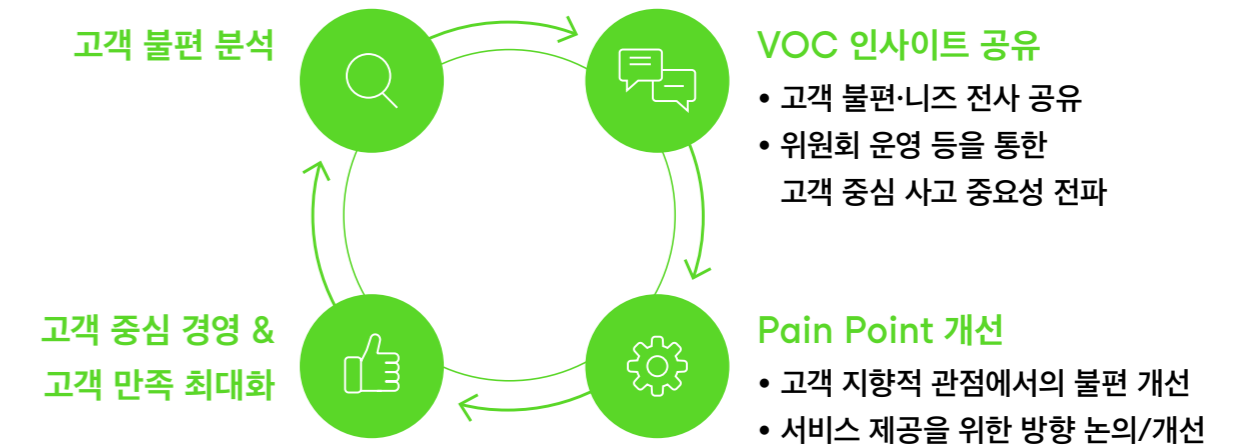 고객 불편 분석
VOC 인사이트 공유
• 고객 불편·니즈 전사 공유
• 위원회 운영 등을 통한
고객 중심 사고 중요성 전파
Pain Point 개선
• 고객 지향적 관점에서의 불편 개선
• 서비스 제공을 위한 방향 논의/개선
고객 중심 경영 &
고객 만족 최대화